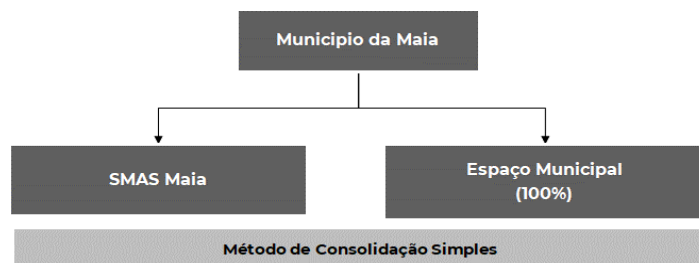 Municipio da Maia
SMAS Maia
Espaço Municipal
(100%)
Método de Consolidação Simples